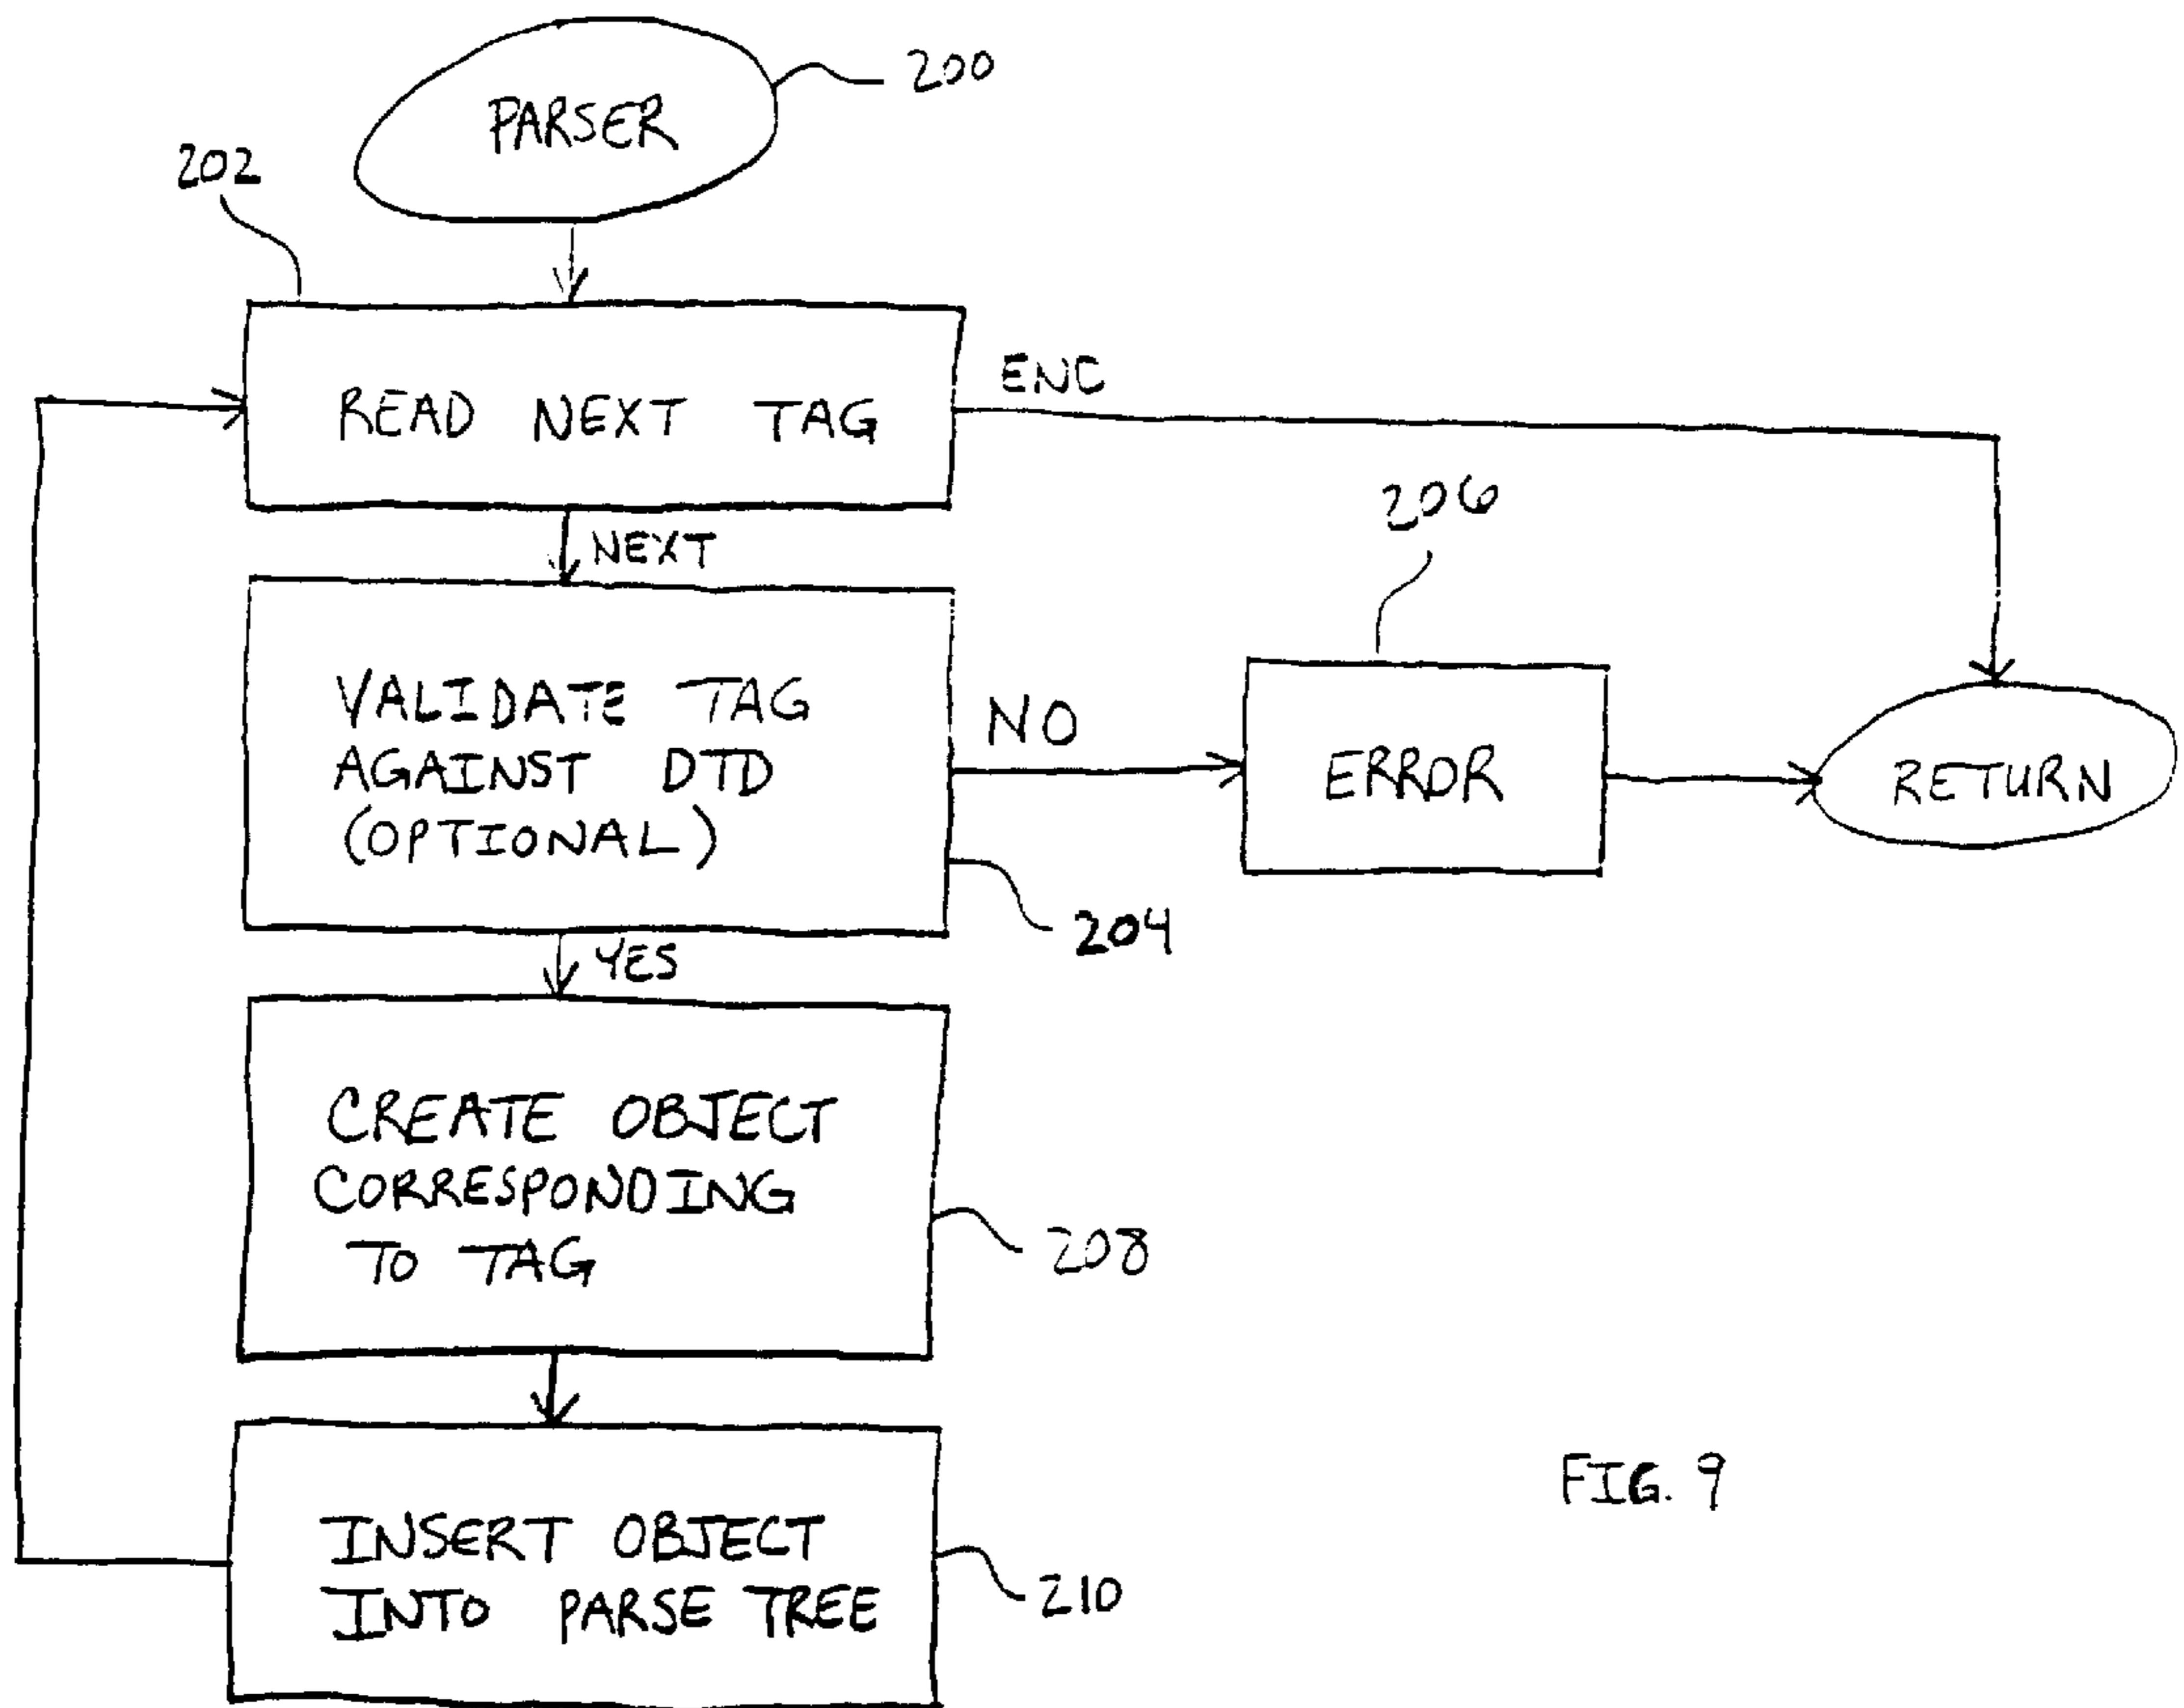 PARSER
200
202
READ NEXT TAG
ENC
NEXT
206
VALIDATE TAG
AGAINST DTD
(OPTIONAL)
NO
ERROR
RETURN
204
YES
CREATE OBJECT
CORRESPONDING
TO TAG
208
INSERT OBJECT
INTO PARSE TREE
210
FIG. 9